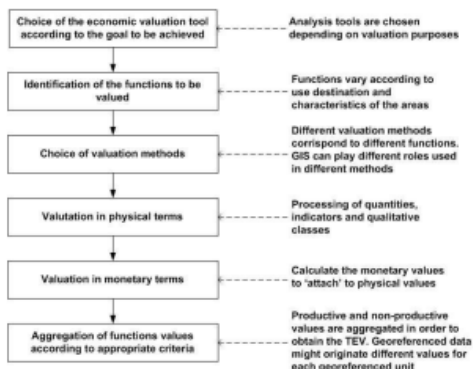 Choice of the economic valuation tool
according to the goal to be achieved
Analysis tools are chosen
depending on valuation purposes
Identification of the functions to be
valued
Functions vary according to
use destination and
characteristics of the areas
Choice of valuation methods
Different valuation methods
correspond to different functions.
GIS can play different roles used
in different methods
Valutation in physical terms
Processing of quantities,
indicators and qualitative
classes
Valuation in monetary terms
Calculate the monetary values
to 'attach' to physical values
Aggregation of functions values
according to appropriate criteria
Productive and non-productive
values are aggregated in order to
obtain the TEV. Georeferenced data
might originate different values for
each georeferenced unit